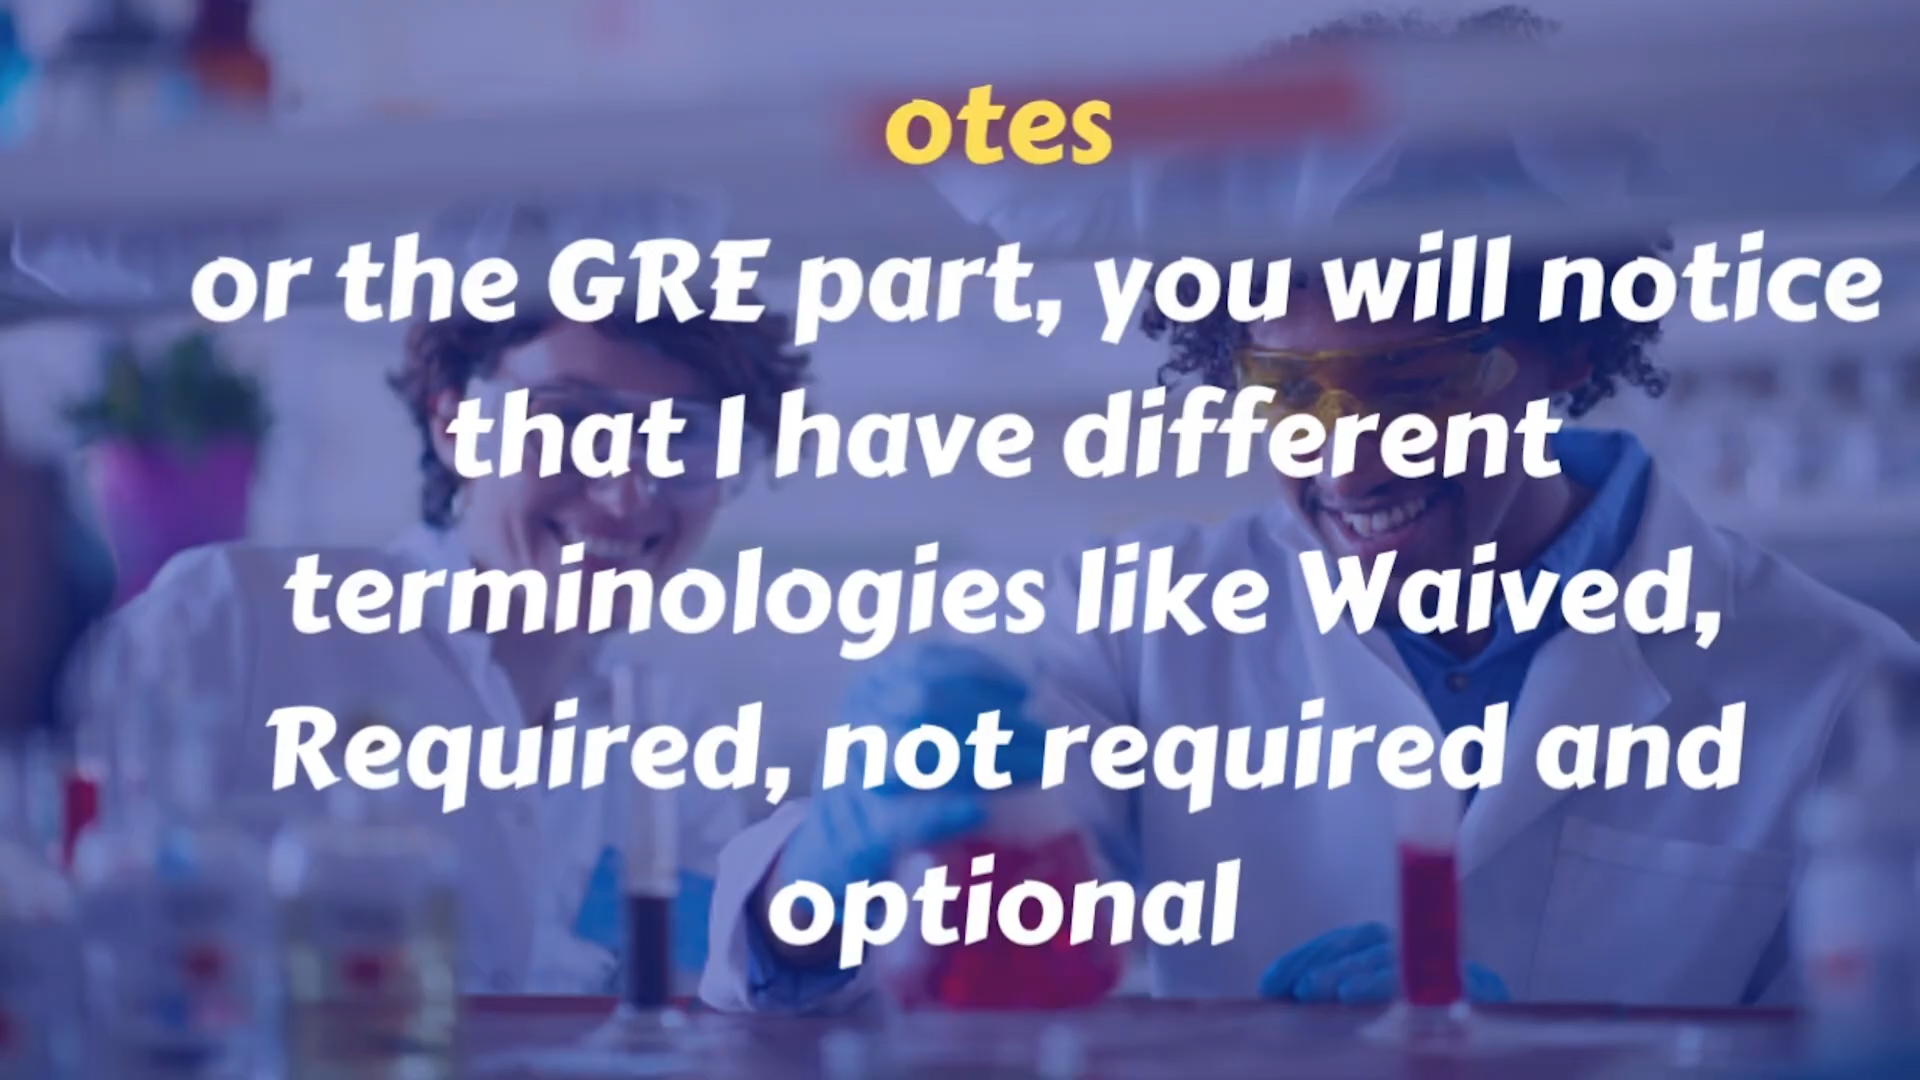 otes
or the GRE part, you will notice
that I have different
terminologies like Waived,
Required, not required and
optional